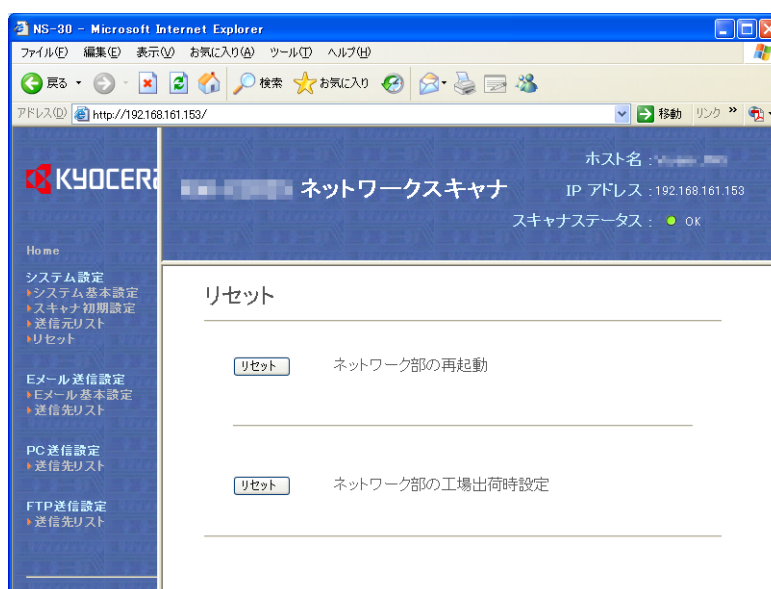 NS-30 - Microsoft Internet Explorer
ファイル(F) 編集(E) 表示(V) お気に入り(A) ツール(T) ヘルプ(H)
戻る 検索 お気に入り
アドレス(D) http://192.168.161.153/ 移動 リンク »
KYOCERa
ネットワークスキャナ
ホスト名 :
IP アドレス : 192.168.161.153
スキャナステータス : OK
Home
システム設定
システム基本設定
スキャナ初期設定
送信元リスト
リセット
Eメール送信設定
Eメール基本設定
送信先リスト
PC送信設定
送信先リスト
FTP送信設定
送信先リスト
リセット
リセット ネットワーク部の再起動
リセット ネットワーク部の工場出荷時設定